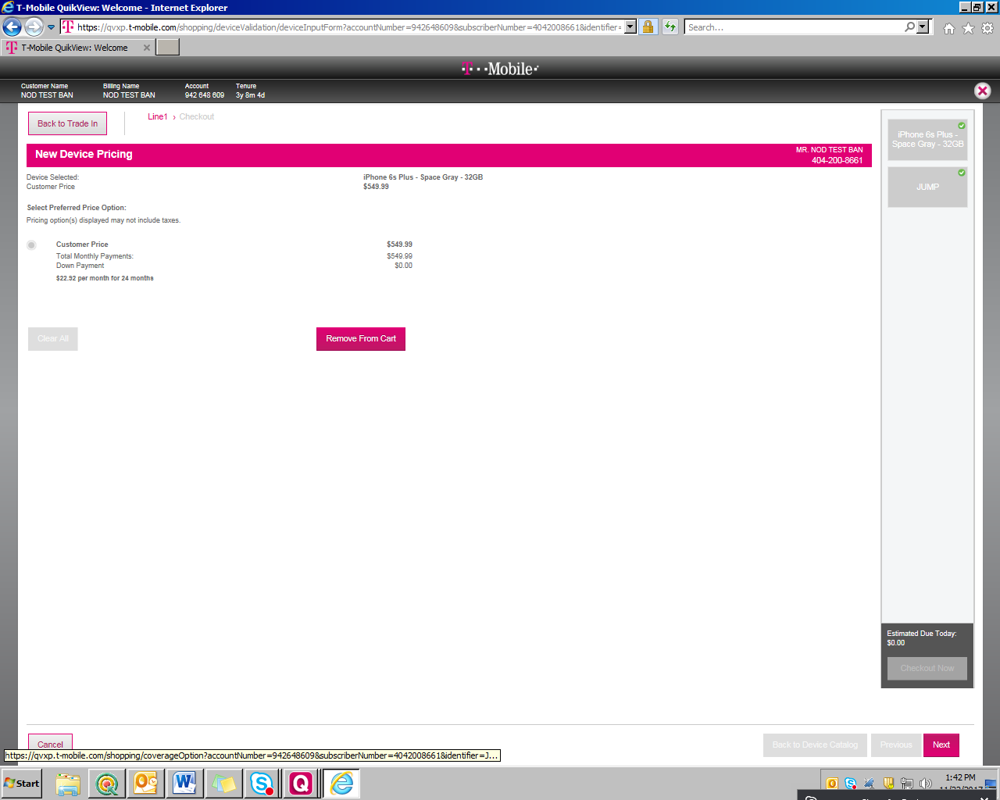 T-Mobile QuikView: Welcome - Internet Explorer
https://qvxp.t-mobile.com/shopping/deviceValidation/deviceInputForm?accountNumber=942648609&subscriberNumber=4042008661&identifier=
Search...
T-Mobile QuikView: Welcome
T··Mobile·
Customer Name Billing Name Account Tenure
NOD TEST BAN NOD TEST BAN 942 648 609 3y 8m 4d
Back to Trade In
Line1 › Checkout
New Device Pricing
MR. NOD TEST BAN
404-200-8661
Device Selected: iPhone 6s Plus - Space Gray - 32GB
Customer Price $549.99
Select Preferred Price Option:
Pricing option(s) displayed may not include taxes.
Customer Price $549.99
Total Monthly Payments: $549.99
Down Payment $0.00
$22.92 per month for 24 months
Clear All
Remove From Cart
iPhone 6s Plus -
Space Gray - 32GB
JUMP
Estimated Due Today:
$0.00
Checkout Now
Cancel
Back to Device Catalog
Previous
Next
https://qvxp.t-mobile.com/shopping/coverageOption?accountNumber=942648609&subscriberNumber=4042008661&identifier=J...
Start
1:42 PM